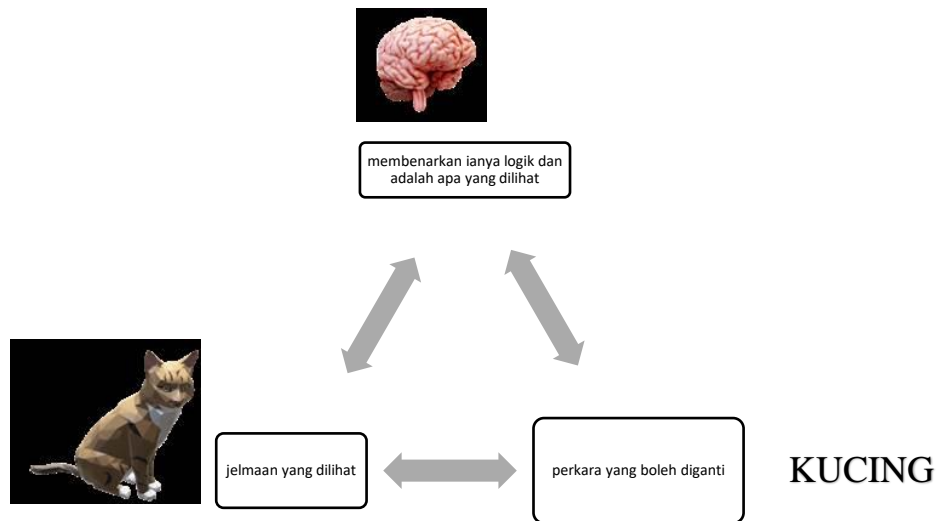 membenarkan ianya logik dan
adalah apa yang dilihat
jelmaan yang dilihat
perkara yang boleh diganti
KUCING